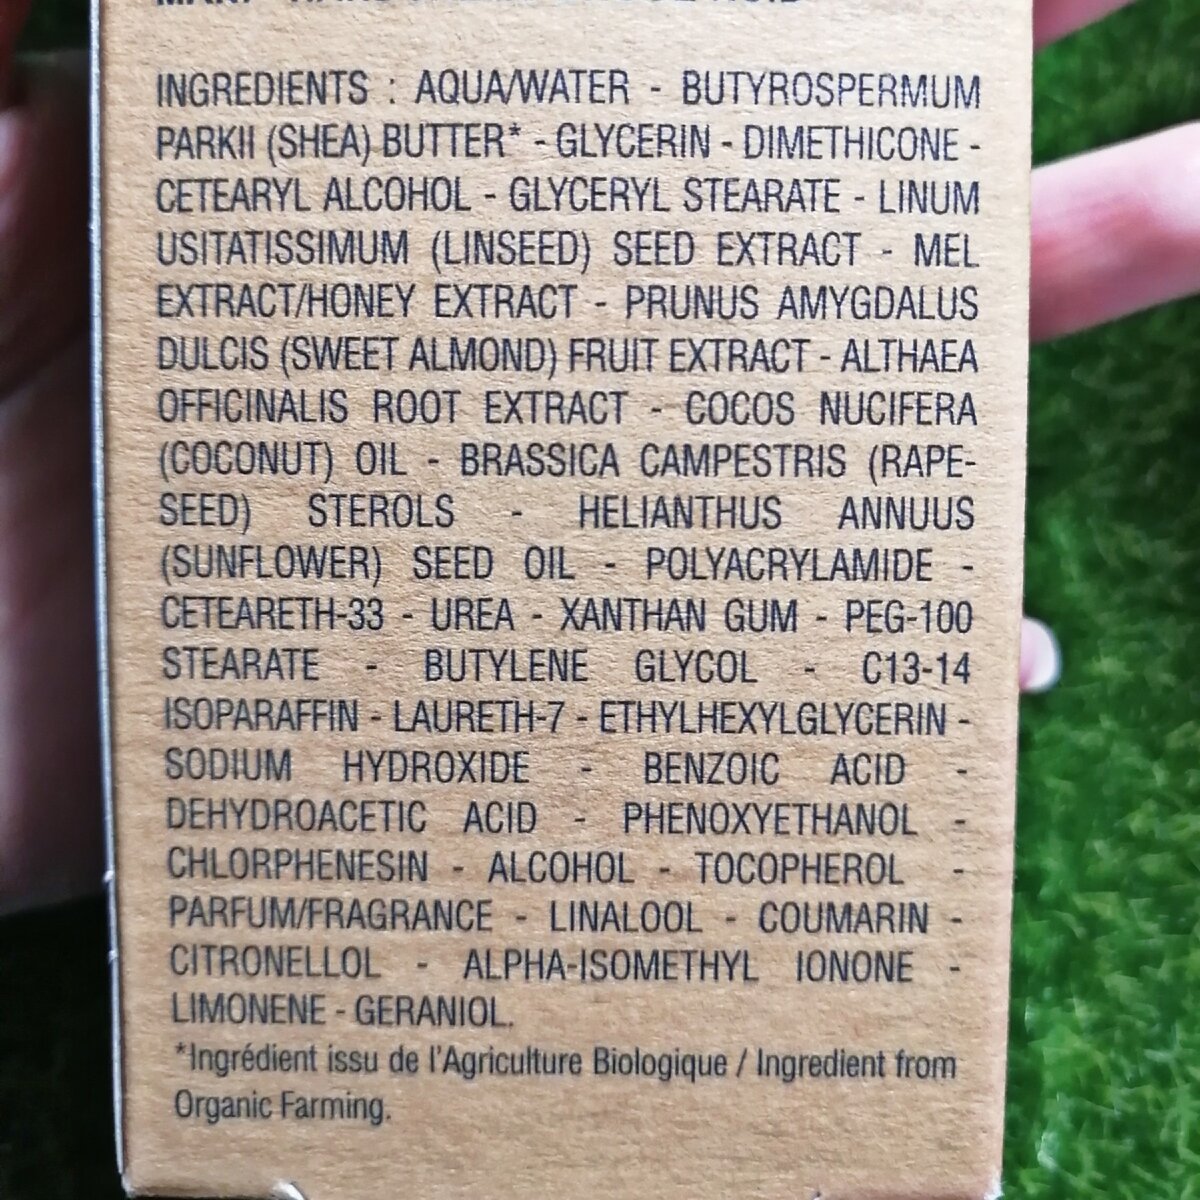 INGREDIENTS : AQUA/WATER - BUTYROSPERMUM
PARKII (SHEA) BUTTER* - GLYCERIN - DIMETHICONE -
CETEARYL ALCOHOL - GLYCERYL STEARATE - LINUM
USITATISSIMUM (LINSEED) SEED EXTRACT - MEL
EXTRACT/HONEY EXTRACT - PRUNUS AMYGDALUS
DULCIS (SWEET ALMOND) FRUIT EXTRACT - ALTHAEA
OFFICINALIS ROOT EXTRACT - COCOS NUCIFERA
(COCONUT) OIL - BRASSICA CAMPESTRIS (RAPE-
SEED) STEROLS - HELIANTHUS ANNUUS
(SUNFLOWER) SEED OIL - POLYACRYLAMIDE -
CETEARETH-33 - UREA - XANTHAN GUM - PEG-100
STEARATE - BUTYLENE GLYCOL - C13-14
ISOPARAFFIN - LAURETH-7 - ETHYLHEXYLGLYCERIN -
SODIUM HYDROXIDE - BENZOIC ACID -
DEHYDROACETIC ACID - PHENOXYETHANOL -
CHLORPHENESIN - ALCOHOL - TOCOPHEROL -
PARFUM/FRAGRANCE - LINALOOL - COUMARIN -
CITRONELLOL - ALPHA-ISOMETHYL IONONE -
LIMONENE - GERANIOL.
*Ingrédient issu de l'Agriculture Biologique / Ingredient from
Organic Farming.